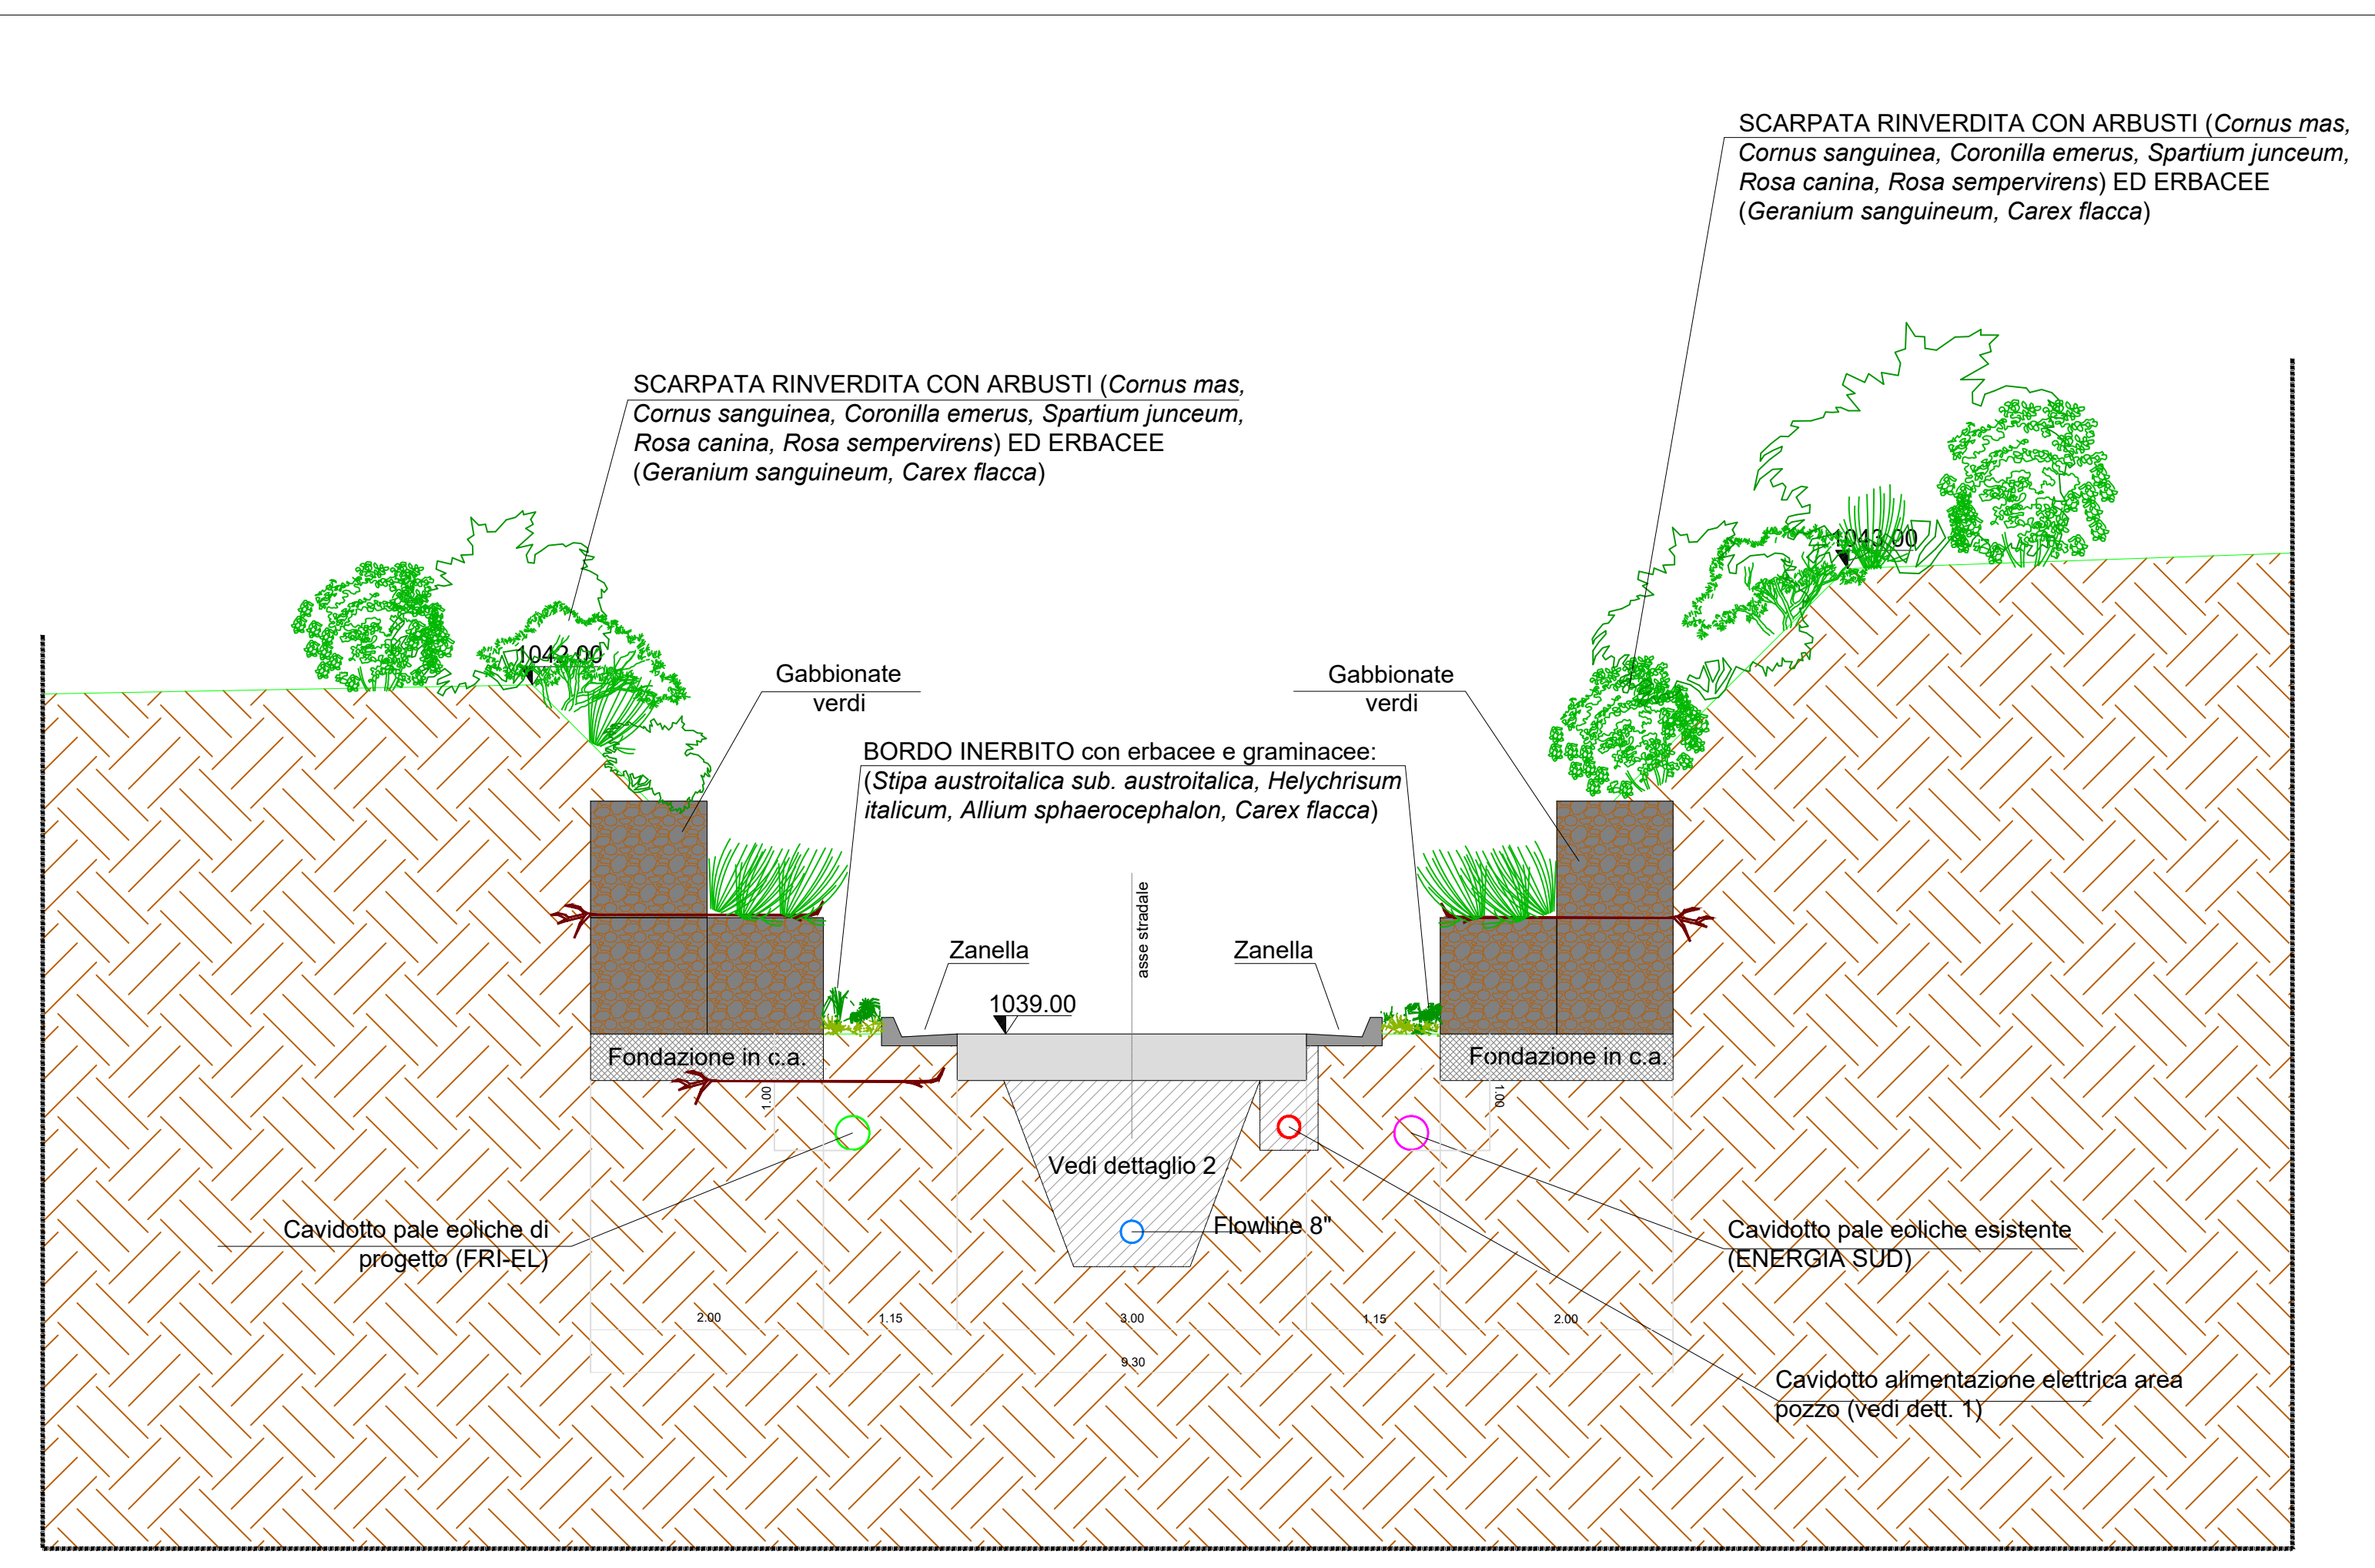 SCARPATA RINVERDITA CON ARBUSTI (Cornus mas,
Cornus sanguinea, Coronilla emerus, Spartium junceum,
Rosa canina, Rosa sempervirens) ED ERBACEE
(Geranium sanguineum, Carex flacca)
SCARPATA RINVERDITA CON ARBUSTI (Cornus mas,
Cornus sanguinea, Coronilla emerus, Spartium junceum,
Rosa canina, Rosa sempervirens) ED ERBACEE
(Geranium sanguineum, Carex flacca)
1043.00
1042.00
Gabbionate
verdi
Gabbionate
verdi
BORDO INERBITO con erbacee e graminacee:
(Stipa austroitalica sub. austroitalica, Helychrisum
italicum, Allium sphaerocephalon, Carex flacca)
asse stradale
Zanella
Zanella
1039.00
Fondazione in c.a.
Fondazione in c.a.
1.00
1.00
Vedi dettaglio 2
Flowline 8"
Cavidotto pale eoliche di
progetto (FRI-EL)
Cavidotto pale eoliche esistente
(ENERGIA SUD)
2.00
1.15
3.00
1.15
2.00
9.30
Cavidotto alimentazione elettrica area
pozzo (vedi dett. 1)